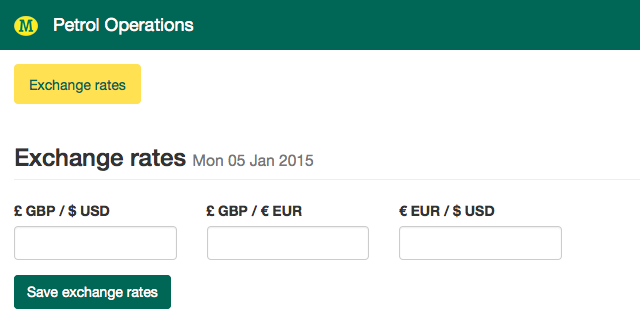 M Petrol Operations
Exchange rates
Exchange rates Mon 05 Jan 2015
£ GBP / $ USD £ GBP / € EUR € EUR / $ USD
Save exchange rates